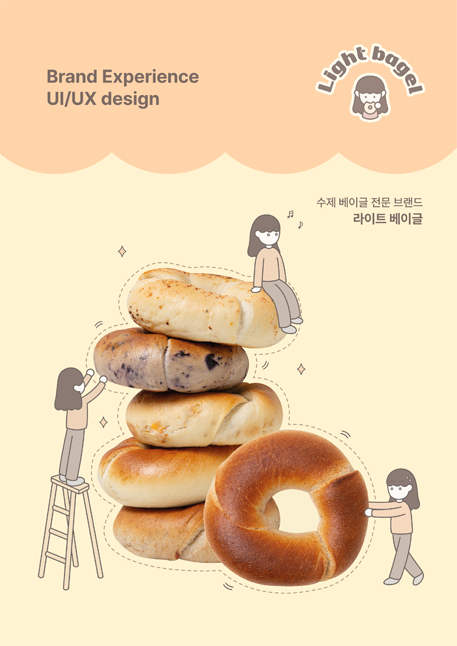 Brand Experience
UI/UX design
Light bagel
수제 베이글 전문 브랜드
라이트 베이글